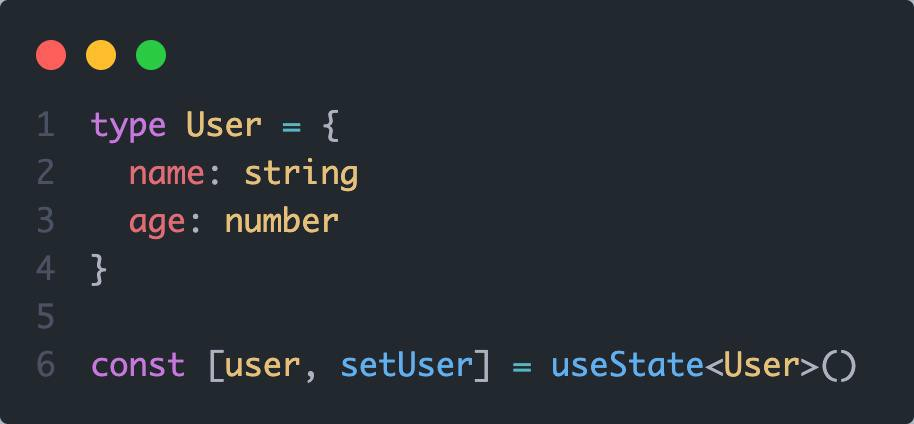 1 type User = {
2   name: string
3   age: number
4 }
5
6 const [user, setUser] = useState<User>()